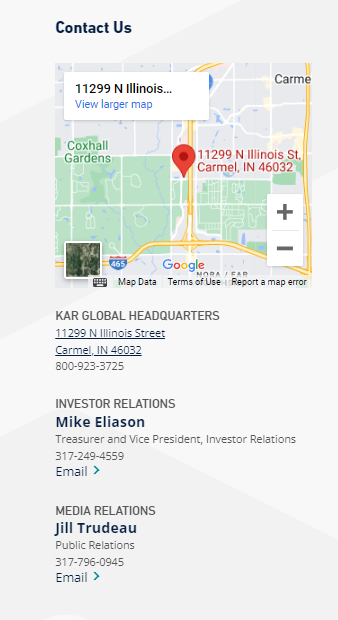 Contact Us
11299 N Illinois...
View larger map
Carme
Coxhall
Gardens
11299 N Illinois St,
Carmel, IN 46032
465
Google
NORA / FAR
Map Data
Terms of Use
Report a map error
KAR GLOBAL HEADQUARTERS
11299 N Illinois Street
Carmel, IN 46032
800-923-3725
INVESTOR RELATIONS
Mike Eliason
Treasurer and Vice President, Investor Relations
317-249-4559
Email
MEDIA RELATIONS
Jill Trudeau
Public Relations
317-796-0945
Email